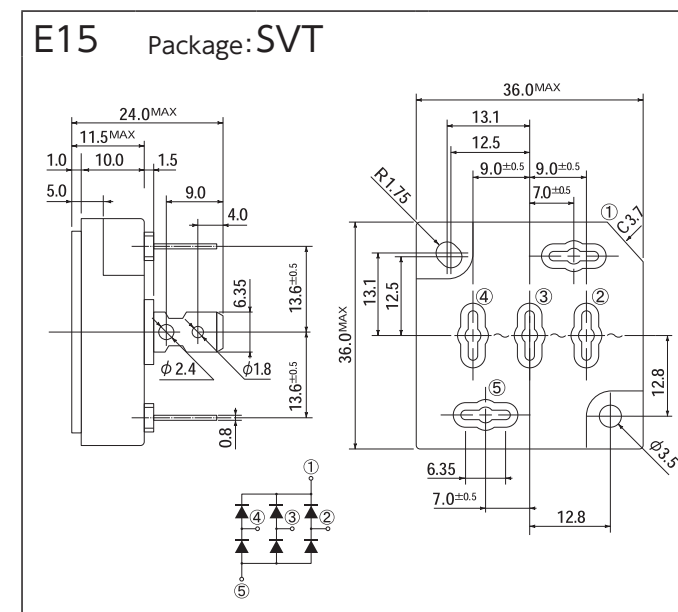 E15 Package:SVT
24.0MAX
11.5MAX
1.0 10.0 1.5
5.0
9.0
4.0
13.6±0.5
6.35
φ2.4 φ1.8
13.6±0.5
0.8
36.0MAX
13.1
12.5
9.0±0.5 9.0±0.5
7.0±0.5
R1.75
① C3.7
13.1
12.5
36.0MAX
④ ③ ②
~ ~ ~
⑤
12.8
φ3.5
6.35
7.0±0.5
12.8
①
④ ③ ②
⑤